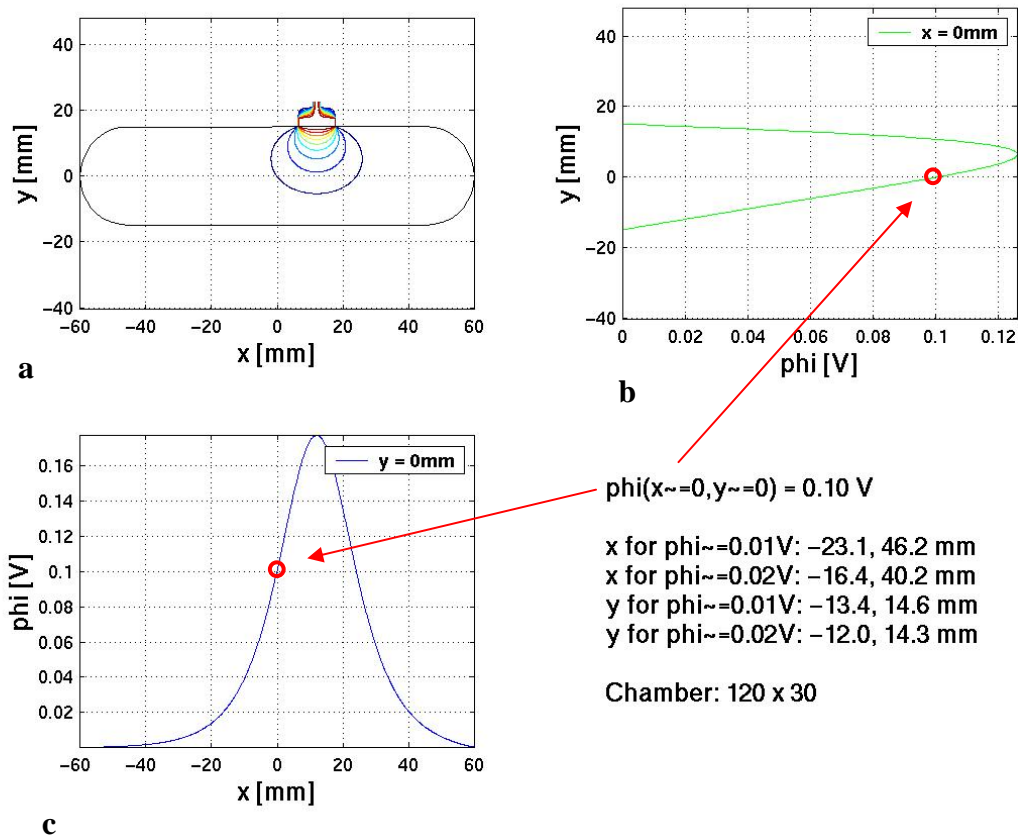 40
20
0
−20
−40
−60
−40
−20
0
20
40
60
y [mm]
x [mm]
a
x = 0mm
40
20
0
−20
−40
0
0.02
0.04
0.06
0.08
0.1
0.12
y [mm]
phi [V]
b
y = 0mm
0.16
0.14
0.12
0.1
0.08
0.06
0.04
0.02
−60
−40
−20
0
20
40
60
phi [V]
x [mm]
c
phi(x~=0,y~=0) = 0.10 V
x for phi~=0.01V: −23.1, 46.2 mm
x for phi~=0.02V: −16.4, 40.2 mm
y for phi~=0.01V: −13.4, 14.6 mm
y for phi~=0.02V: −12.0, 14.3 mm
Chamber: 120 x 30